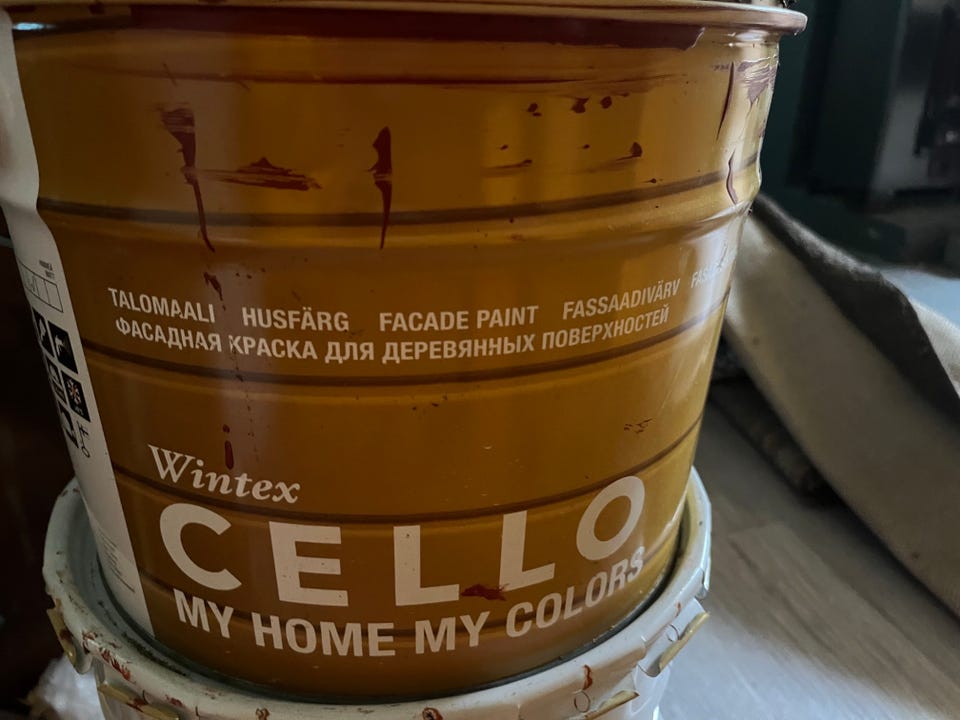 TALOMAALI HUSFÄRG FACADE PAINT FASSAADIVÄRV
ФАСАДНАЯ КРАСКА ДЛЯ ДЕРЕВЯННЫХ ПОВЕРХНОСТЕЙ
Wintex
CELLO
MY HOME MY COLORS